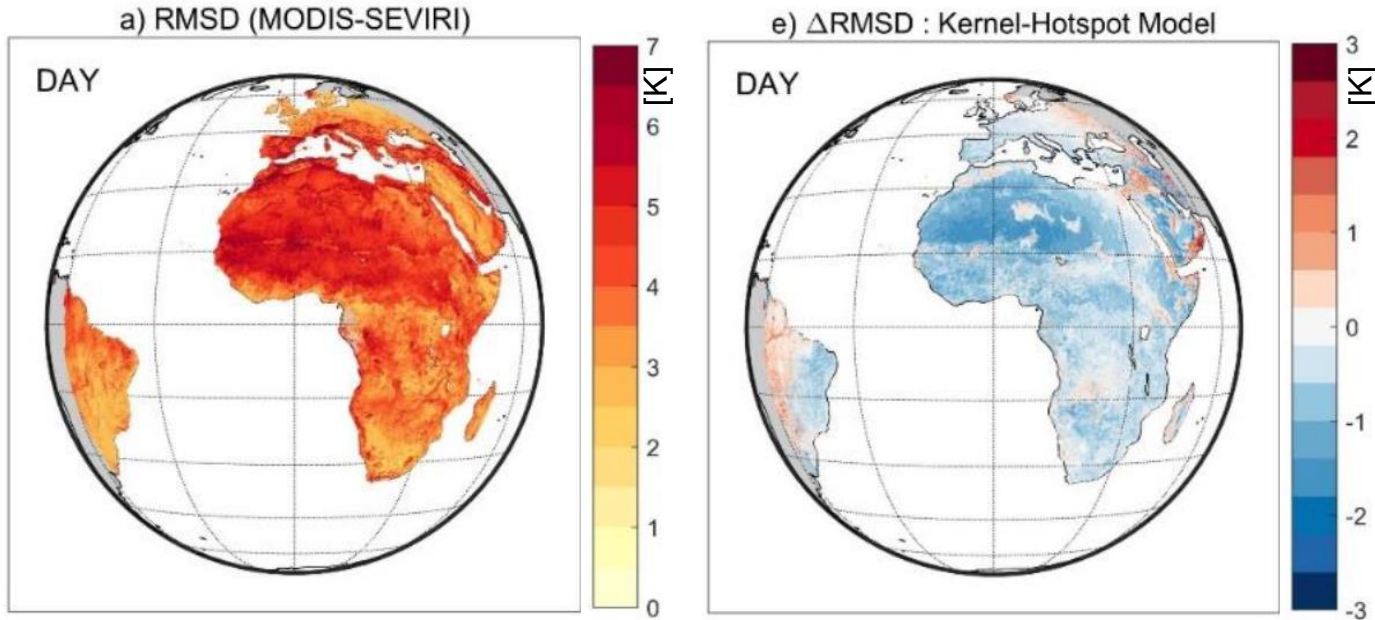 a) RMSD (MODIS-SEVIRI)
DAY
7
6
5
4
3
2
1
0
[K]
e) ΔRMSD : Kernel-Hotspot Model
DAY
3
2
1
0
-1
-2
-3
[K]